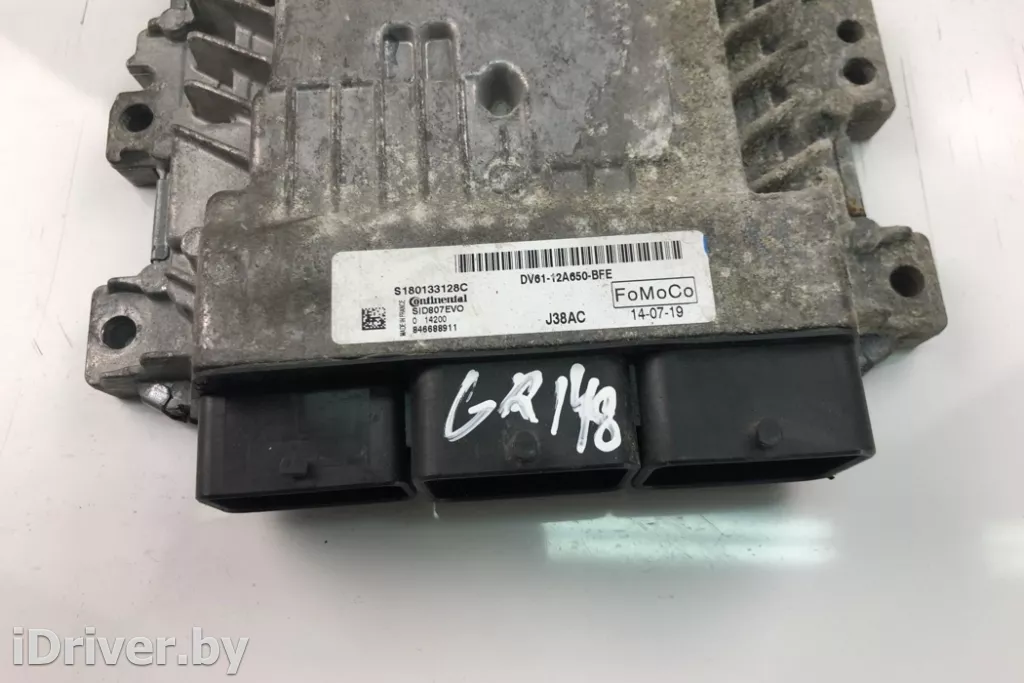 S180133128C
Continental
SID807EVO
0 14200
846688911
MADE IN FRANCE
DV61-12A650-BFE
J38AC
FoMoCo
14-07-19
GR148
iDriver.by